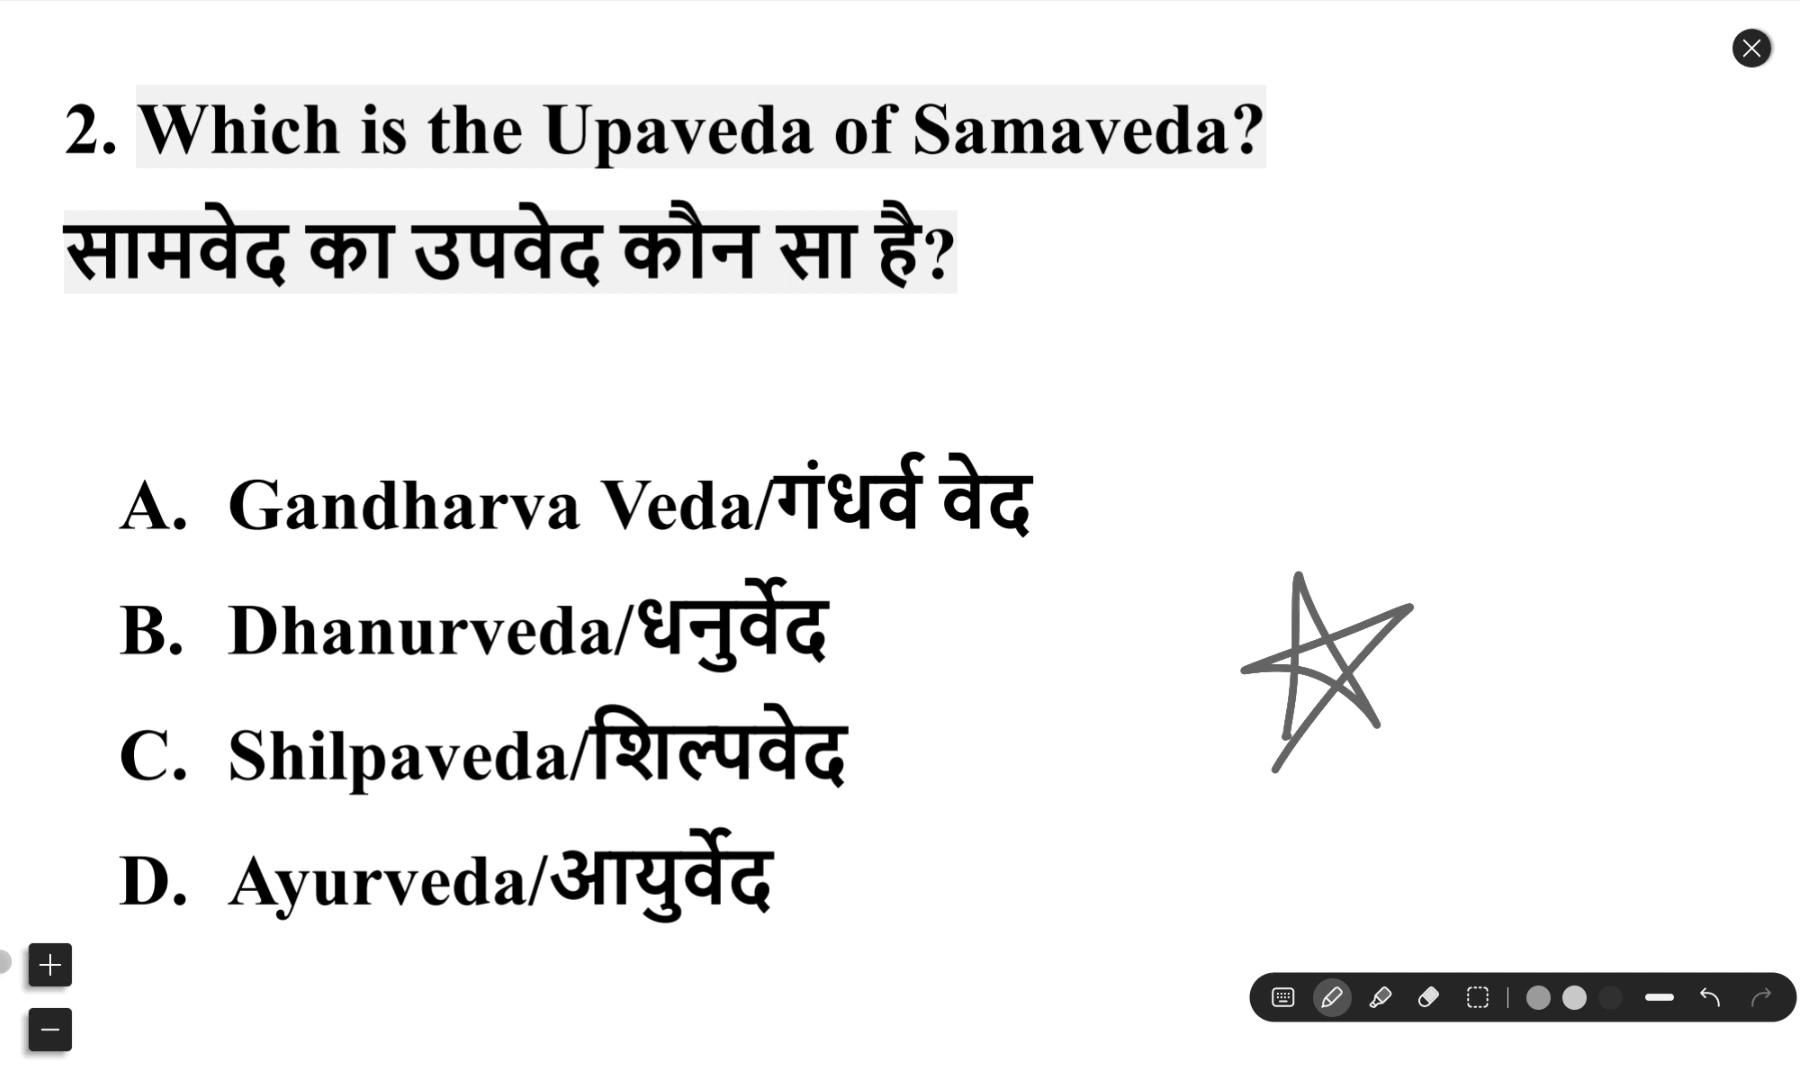 2. Which is the Upaveda of Samaveda?
सामवेद का उपवेद कौन सा है?
A. Gandharva Veda/गंधर्व वेद
B. Dhanurveda/धनुर्वेद
C. Shilpaveda/शिल्पवेद
D. Ayurveda/आयुर्वेद